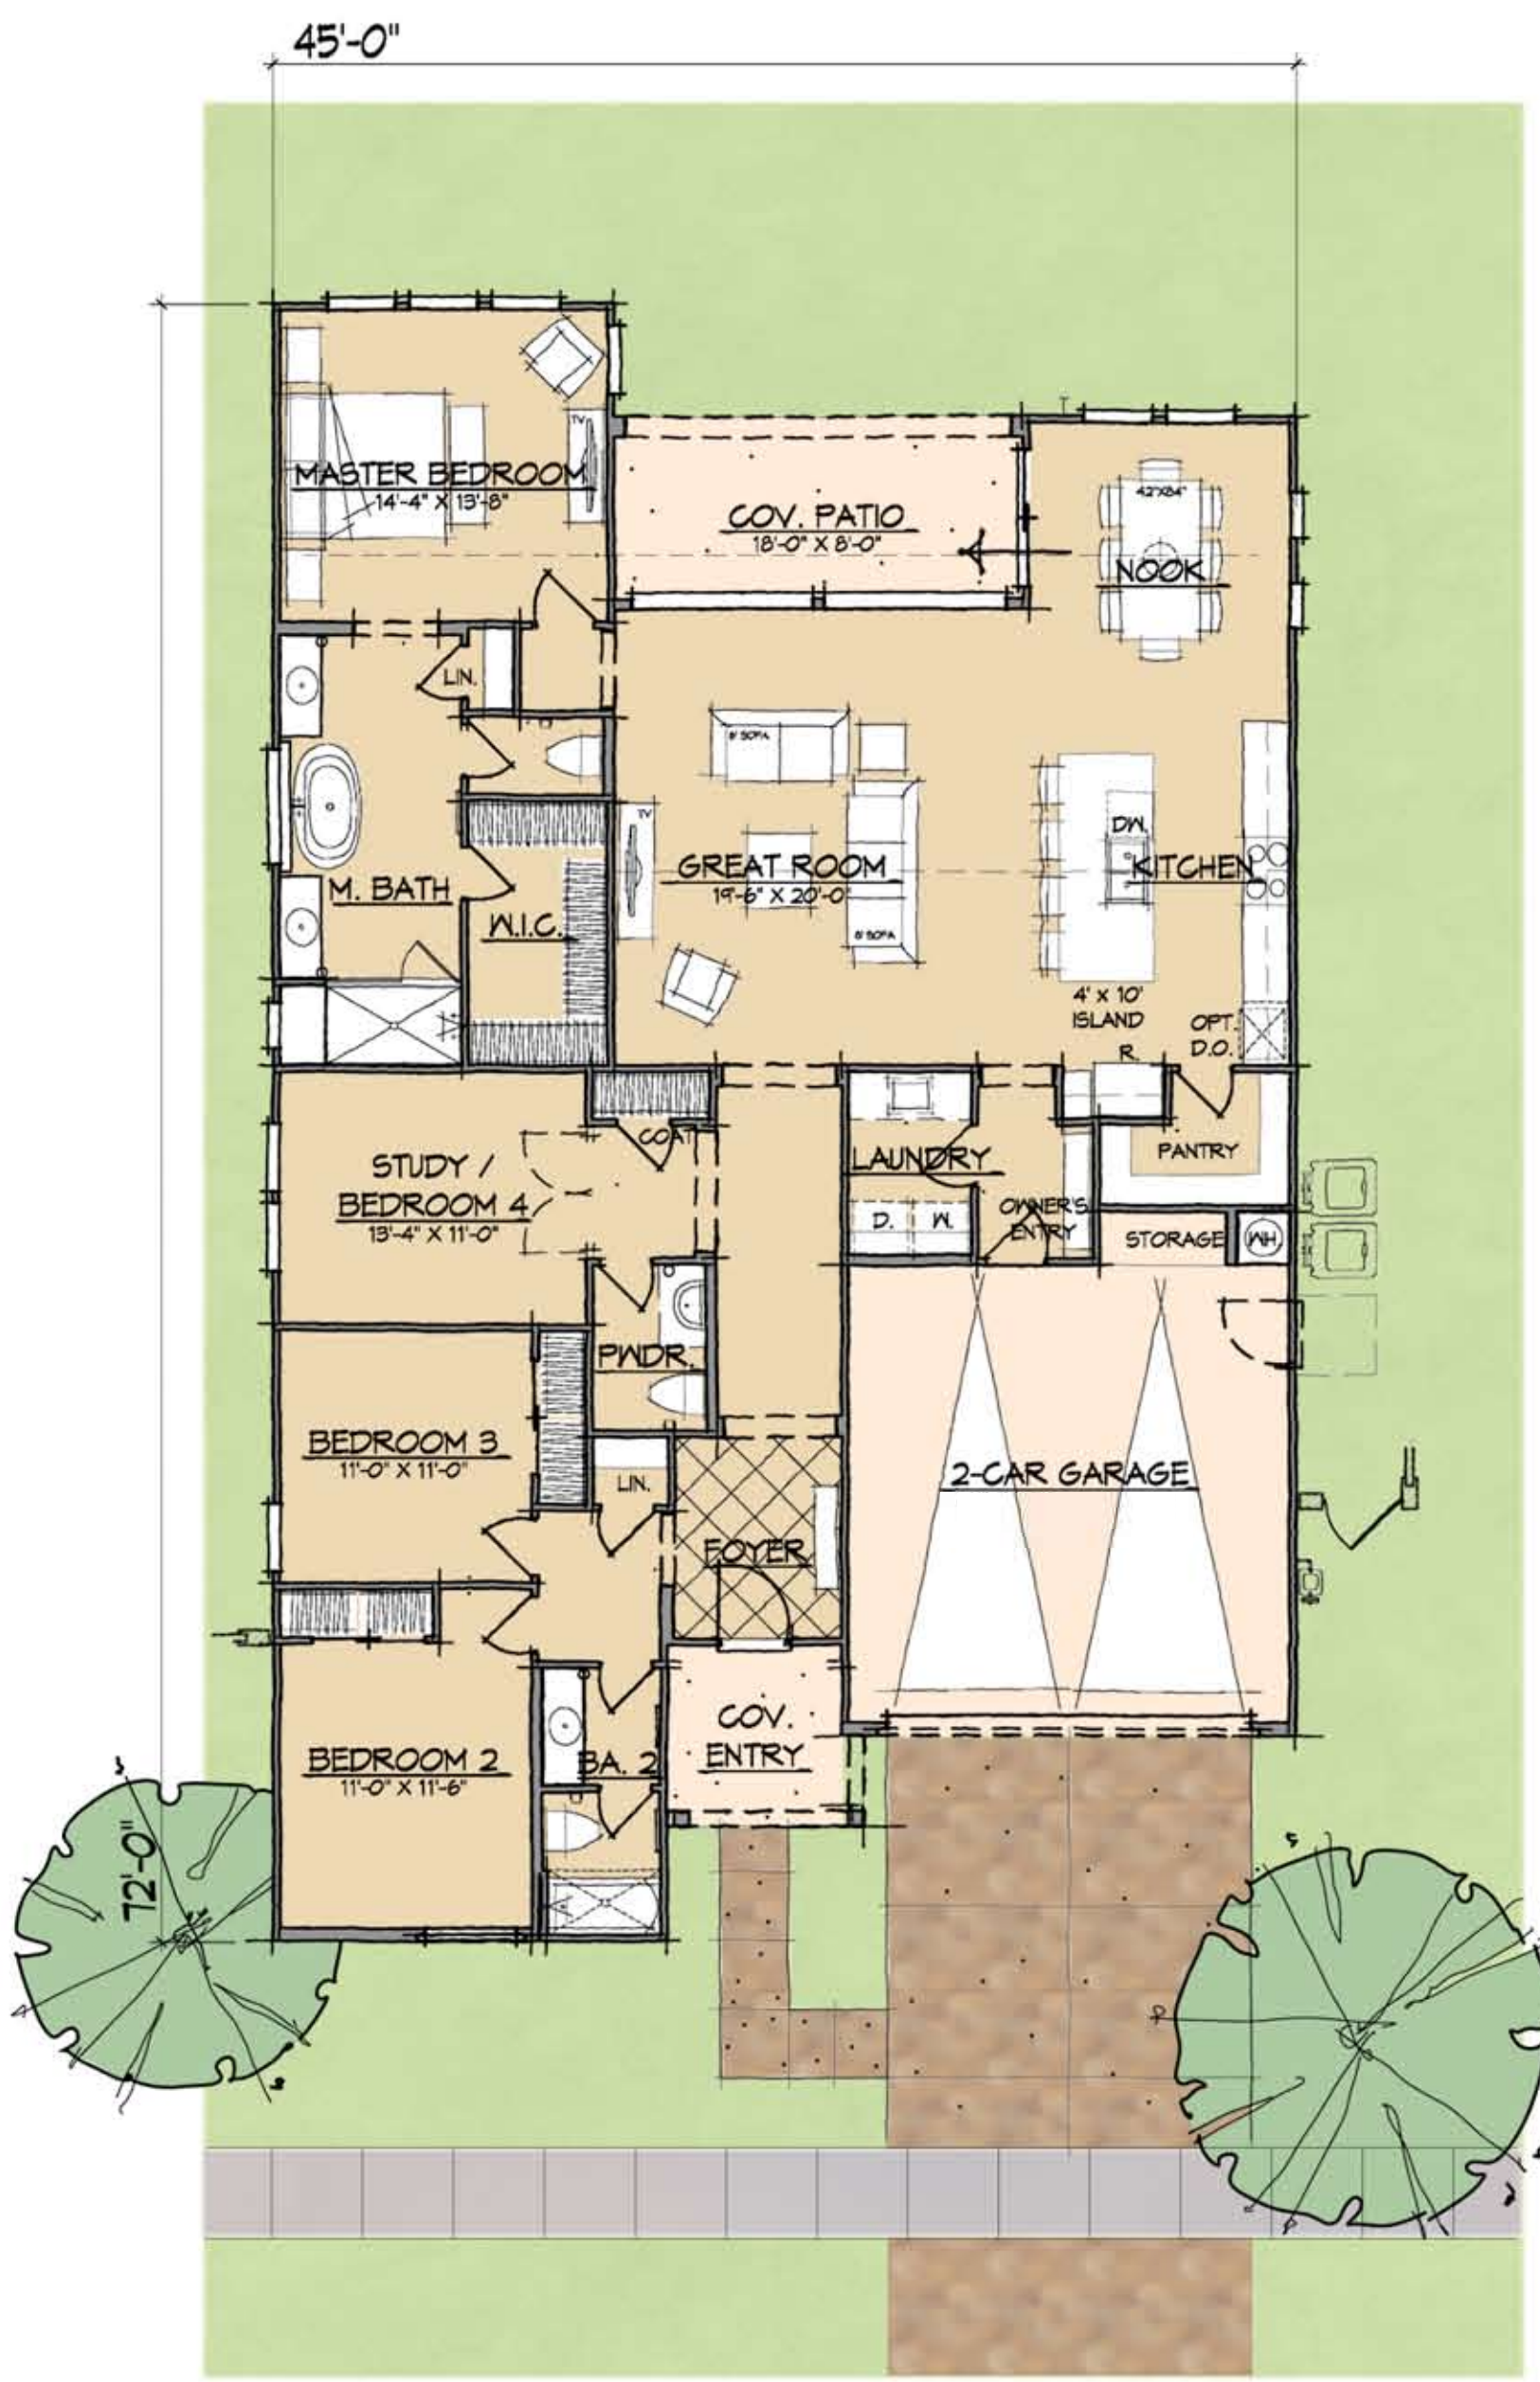 45'-0"
MASTER BEDROOM
14'-4" X 13'-8"
TV
COV. PATIO
18'-0" X 8'-0"
42"X84"
NOOK
LIN.
8' SOFA
TV
DW.
GREAT ROOM
19'-6" X 20'-0"
KITCHEN
M. BATH
W.I.C.
8' SOFA
4' X 10'
ISLAND
OPT.
D.O.
R.
COAT
STUDY /
BEDROOM 4
13'-4" X 11'-0"
LAUNDRY
PANTRY
D.
W.
OWNER'S
ENTRY
STORAGE
WH
PWDR.
BEDROOM 3
11'-0" X 11'-0"
LIN.
2-CAR GARAGE
FOYER
COV.
ENTRY
BEDROOM 2
11'-0" X 11'-6"
BA. 2
72'-0"